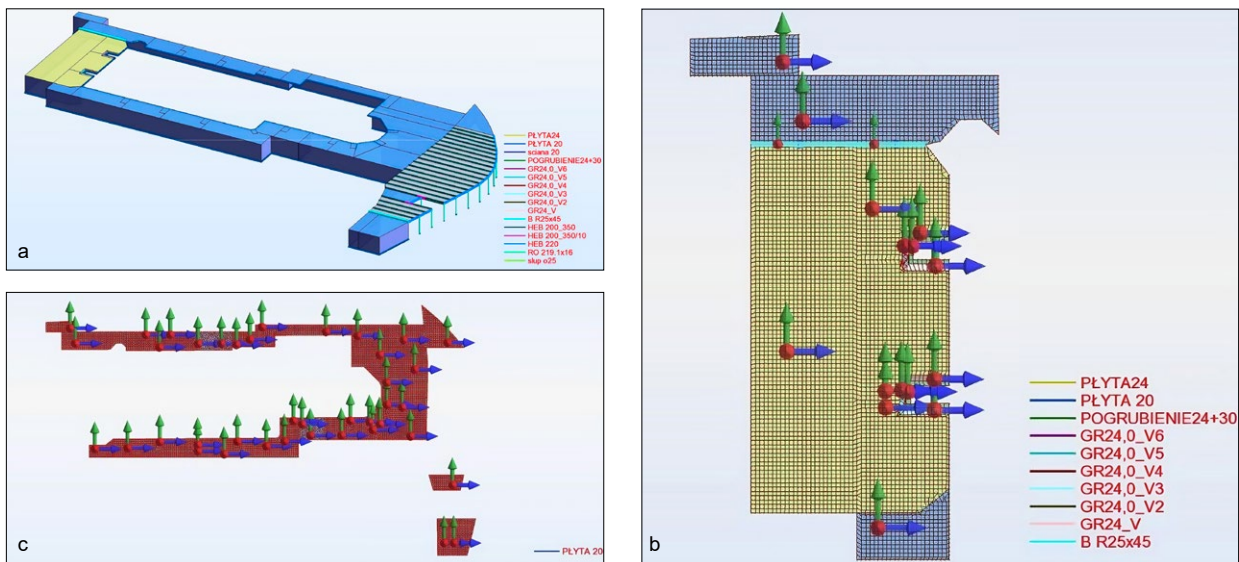 PŁYTA24
PŁYTA 20
sciana 20
POGRUBIENIE24+30
GR24,0_V6
GR24,0_V5
GR24,0_V4
GR24,0_V3
GR24,0_V2
GR24_V
B R25x45
HEB 200_350
HEB 200_350/10
HEB 220
RO 219.1x16
słup o25
a
PŁYTA 20
c
PŁYTA24
PŁYTA 20
POGRUBIENIE24+30
GR24,0_V6
GR24,0_V5
GR24,0_V4
GR24,0_V3
GR24,0_V2
GR24_V
B R25x45
b